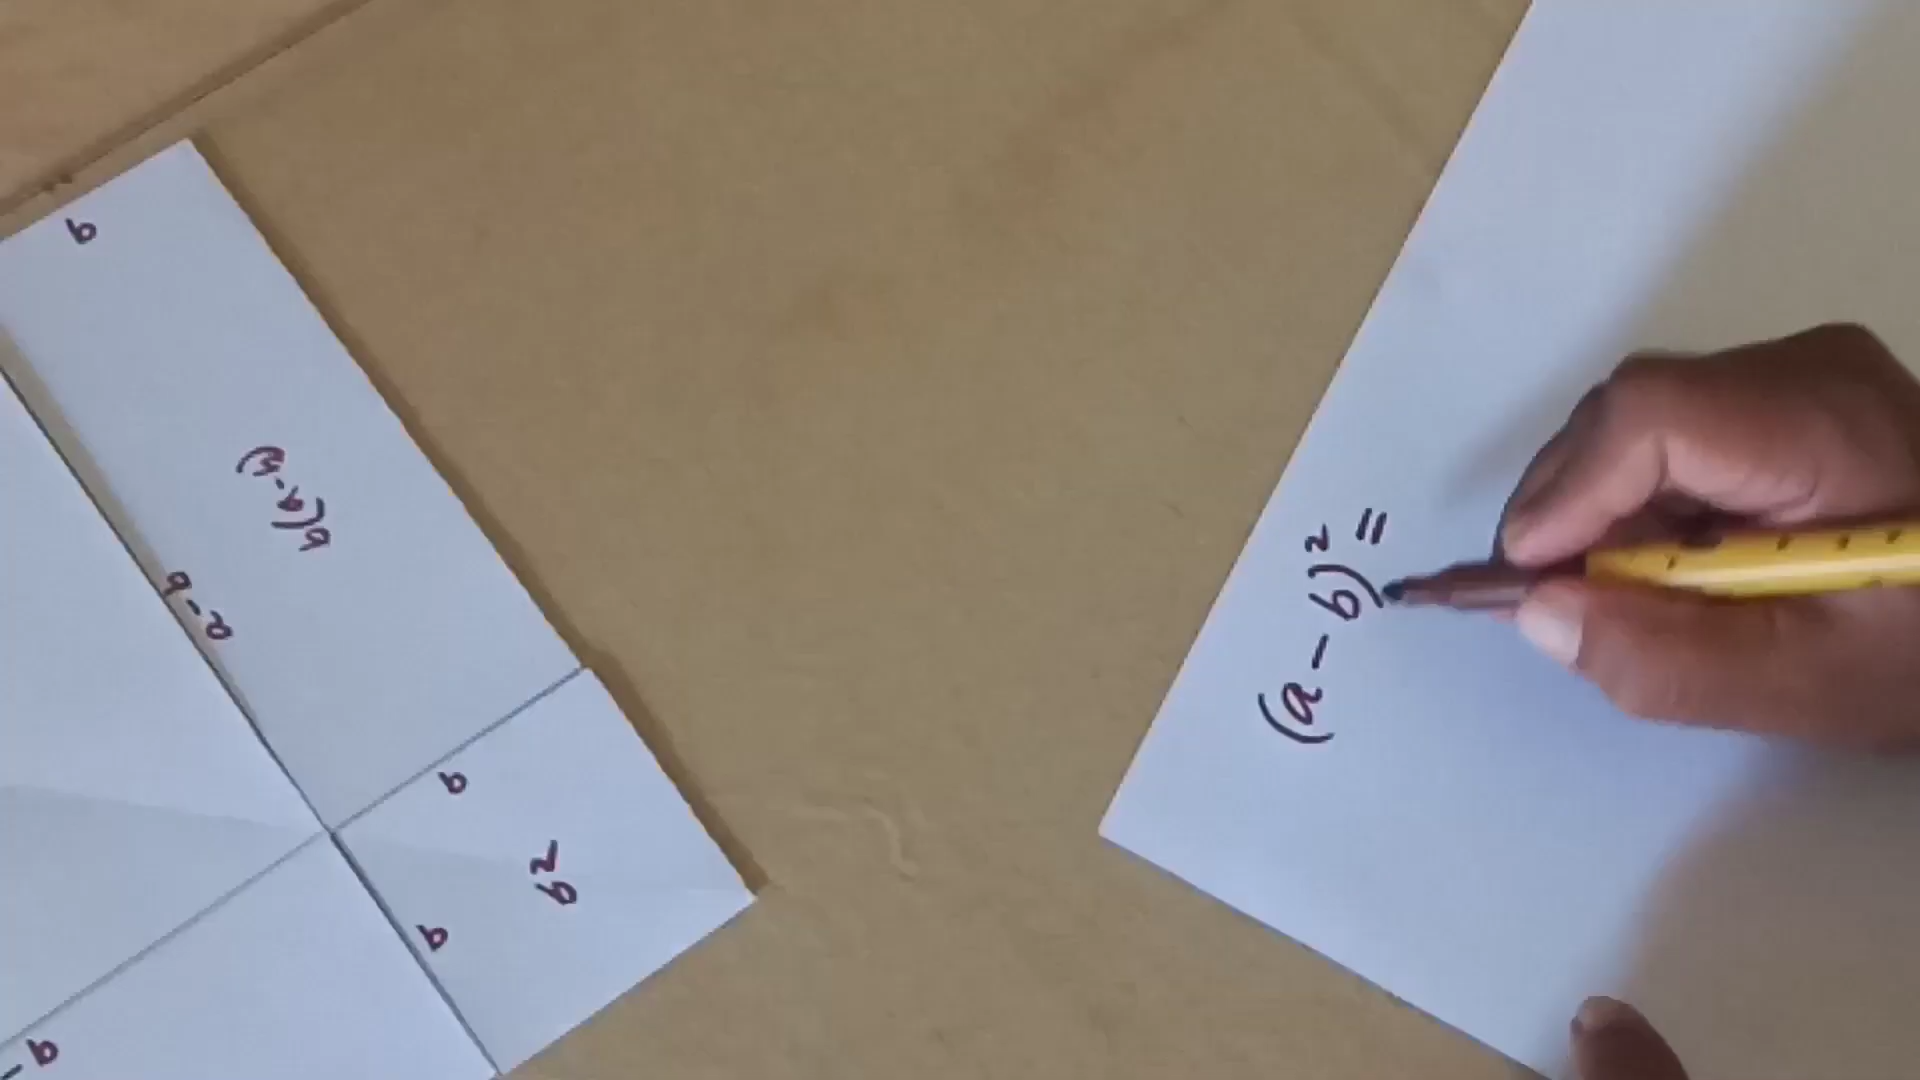 b
b(a-b)
a-b
b
b²
b
-b
(a-b)² =